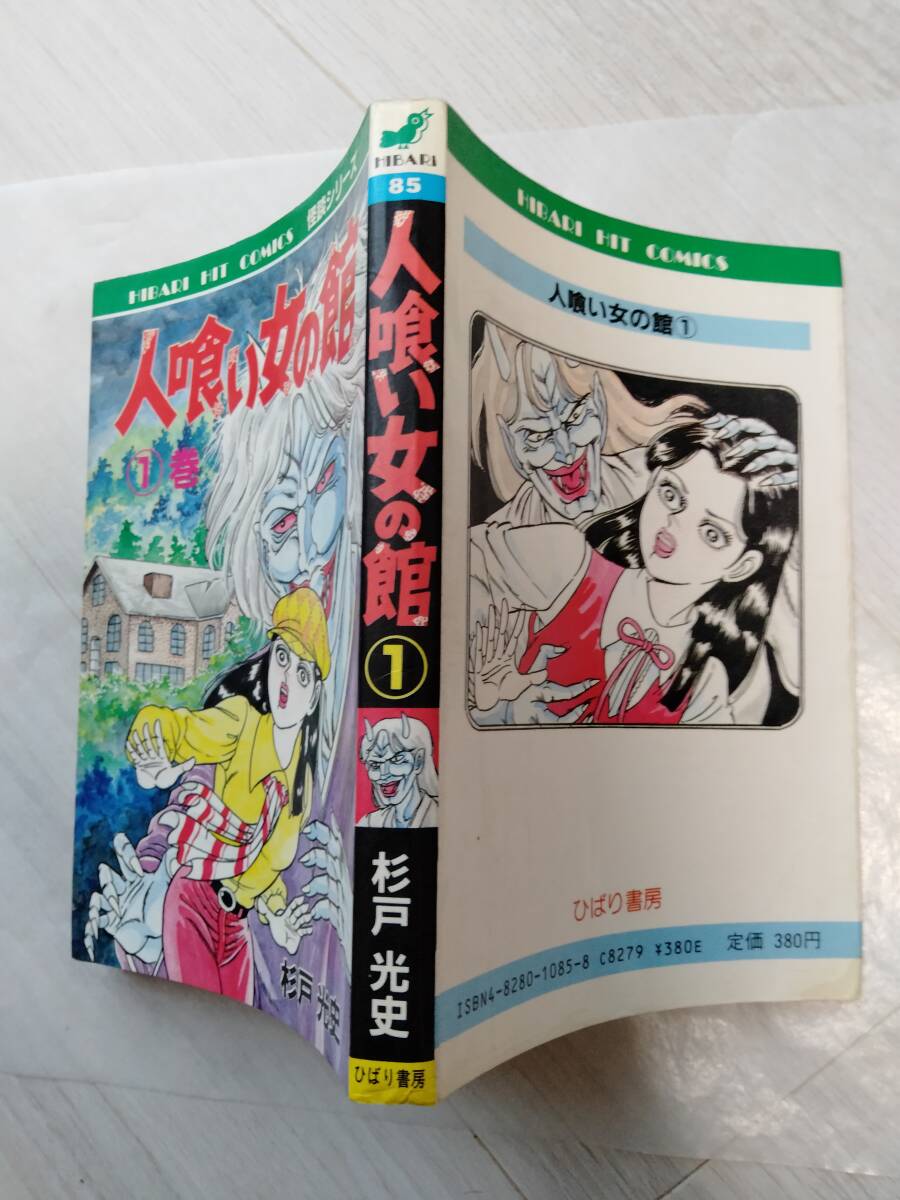 HIBARI HIT COMICS 怪談シリーズ
人喰い女の館
①巻
杉戸 光史
HIBARI
85
人喰い女の館
①
杉戸 光史
ひばり書房
HIBARI HIT COMICS
人喰い女の館①
ひばり書房
ISBN4-8280-1085-8 C8279 ¥380E 定価 380円